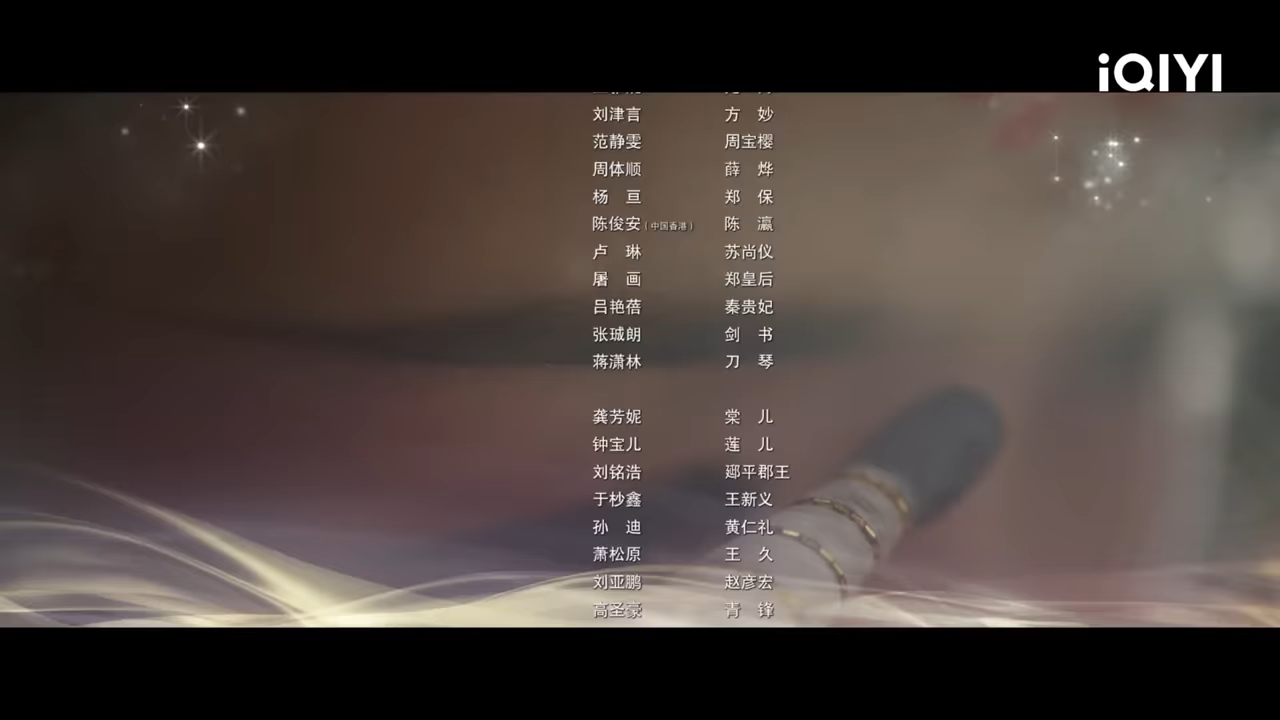 iQIYI
刘津言 方 妙
范静雯 周宝樱
周体顺 薛 烨
杨 亘 郑 保
陈俊安(中国香港) 陈 瀛
卢 琳 苏尚仪
屠 画 郑皇后
吕艳蓓 秦贵妃
张珹朗 剑 书
蒋潇林 刀 琴
龚芳妮 棠 儿
钟宝儿 莲 儿
刘铭浩 郕平郡王
于杪鑫 王新义
孙 迪 黄仁礼
萧松原 王 久
刘亚鹏 赵彦宏
高圣豪 青 锋